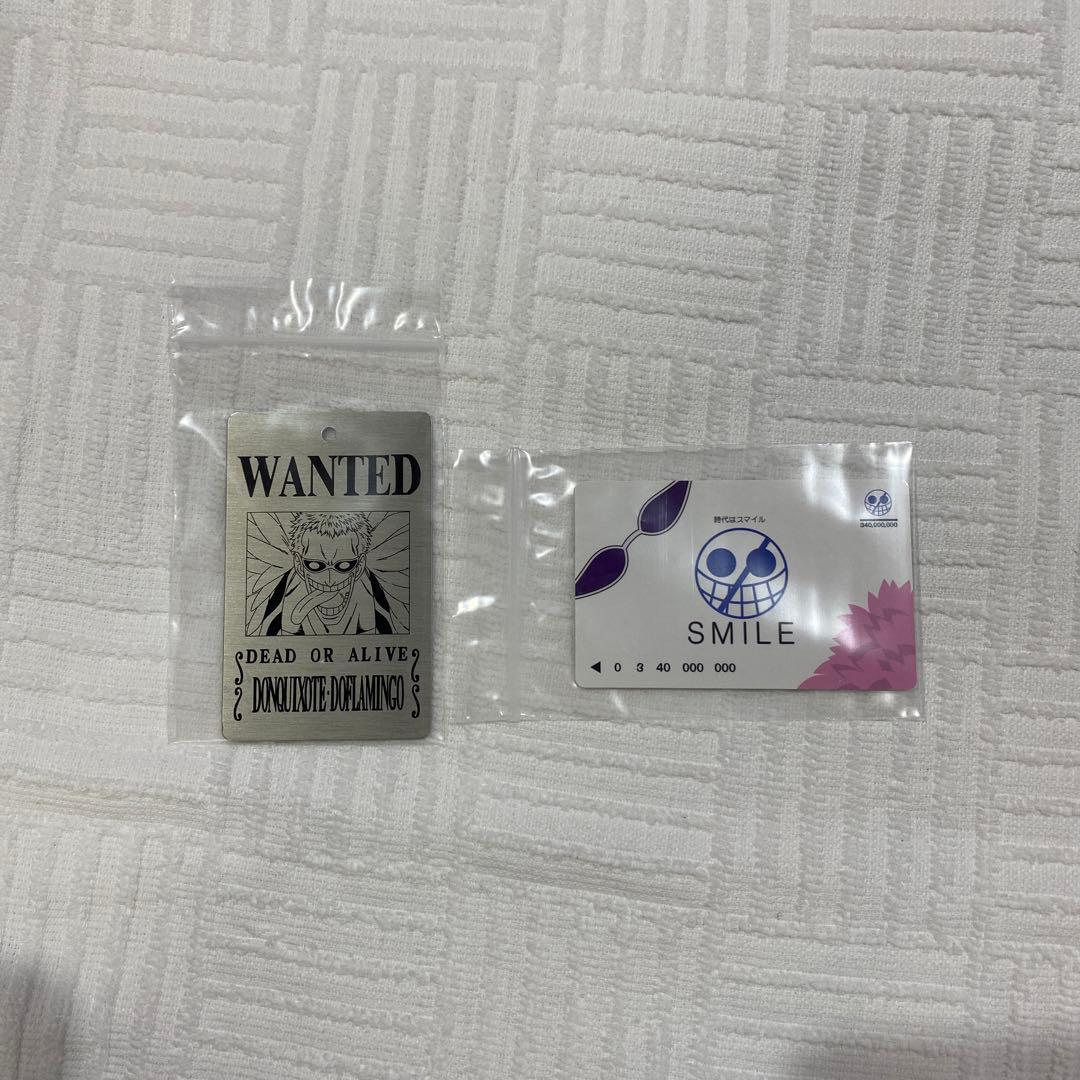 WANTED
DEAD OR ALIVE
DONQUIXOTE·DOFLAMINGO
時代はスマイル
340,000,000
SMILE
◀ 0 3 40 000 000